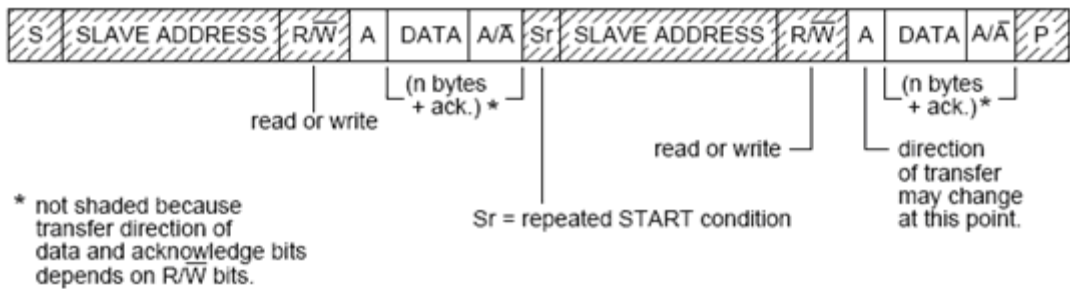 S SLAVE ADDRESS R/W̅ A DATA A/A̅ Sr SLAVE ADDRESS R/W̅ A DATA A/A̅ P
(n bytes
+ ack.) *
read or write
(n bytes
+ ack.) *
read or write
direction
of transfer
may change
at this point.
* not shaded because
transfer direction of
data and acknowledge bits
depends on R/W̅ bits.
Sr = repeated START condition